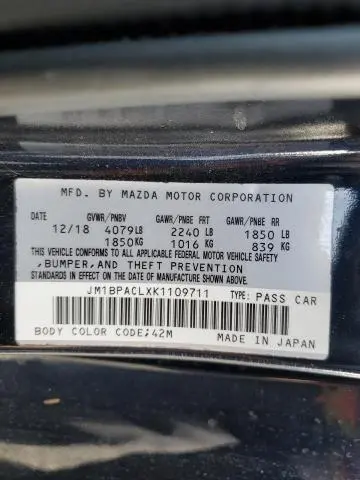 MFD. BY MAZDA MOTOR CORPORATION
DATE GVWR/PNBV GAWR/PNBE FRT GAWR/PNBE RR
12/18 4079LB 2240 LB 1850 LB
1850KG 1016 KG 839 KG
THIS VEHICLE CONFORMS TO ALL APPLICABLE FEDERAL MOTOR VEHICLE SAFETY
,BUMPER,AND THEFT PREVENTION
STANDARDS IN EFFECT ON THE DATE OF MANUFACTURE SHOWN ABOVE.
JM1BPACLXK1109711 TYPE: PASS CAR
BODY COLOR CODE;42M MADE IN JAPAN